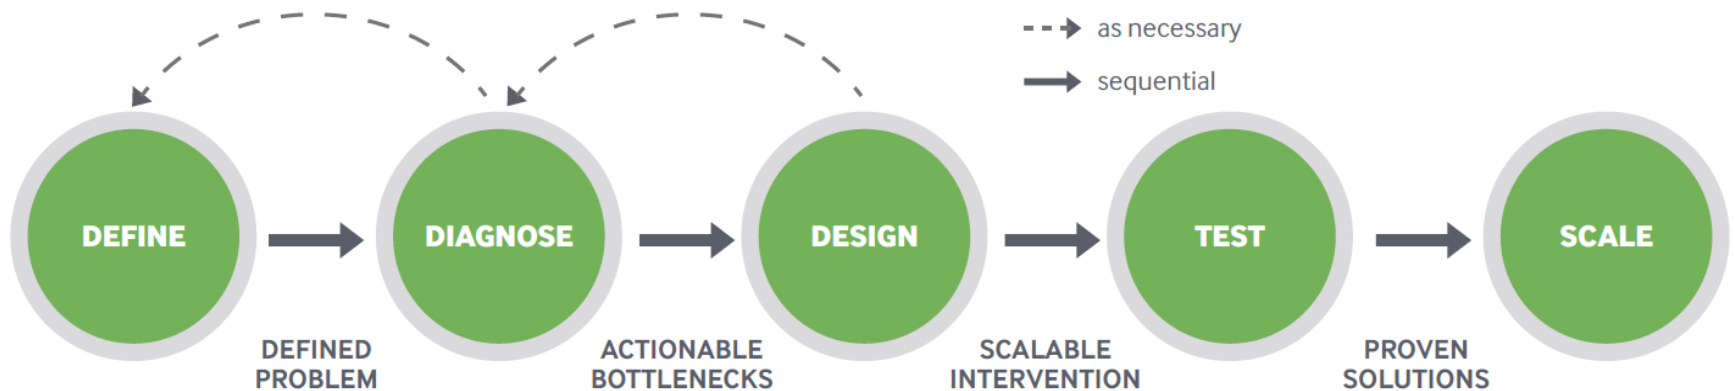 as necessary
sequential
DEFINE
DIAGNOSE
DESIGN
TEST
SCALE
DEFINED
PROBLEM
ACTIONABLE
BOTTLENECKS
SCALABLE
INTERVENTION
PROVEN
SOLUTIONS